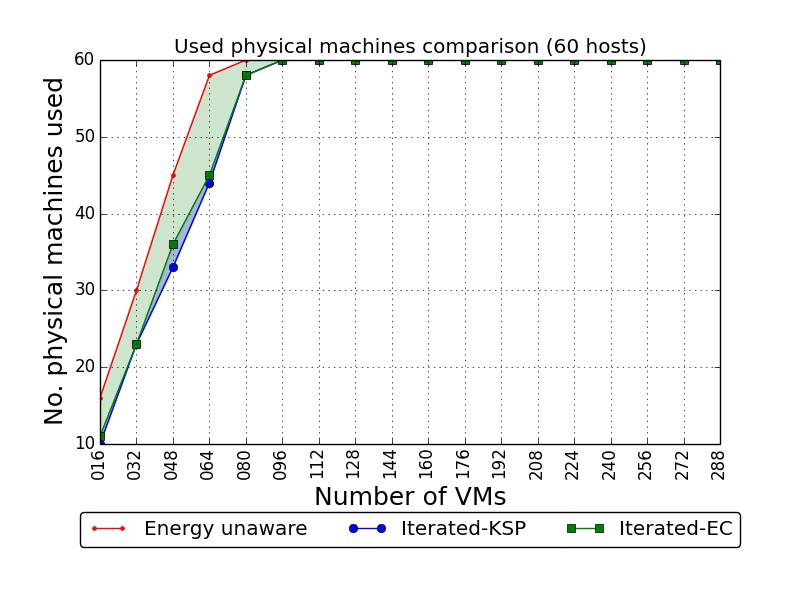 Used physical machines comparison (60 hosts)
No. physical machines used
60
50
40
30
20
10
016 032 048 064 080 096 112 128 144 160 176 192 208 224 240 256 272 288
Number of VMs
Energy unaware Iterated-KSP Iterated-EC